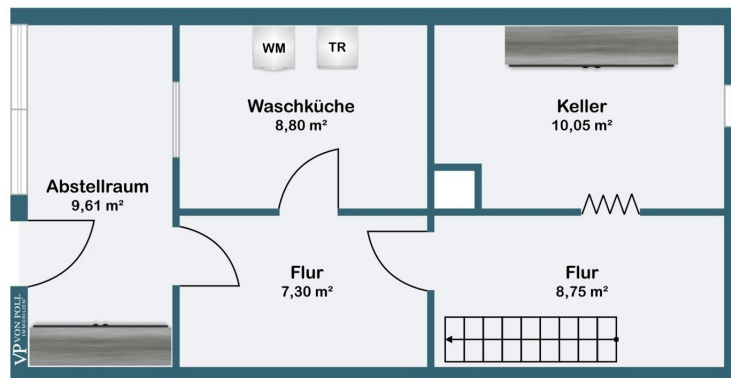 WM
TR
Waschküche
8,80 m²
Keller
10,05 m²
Abstellraum
9,61 m²
Flur
7,30 m²
Flur
8,75 m²
VP VON POLL
IMMOBILIEN